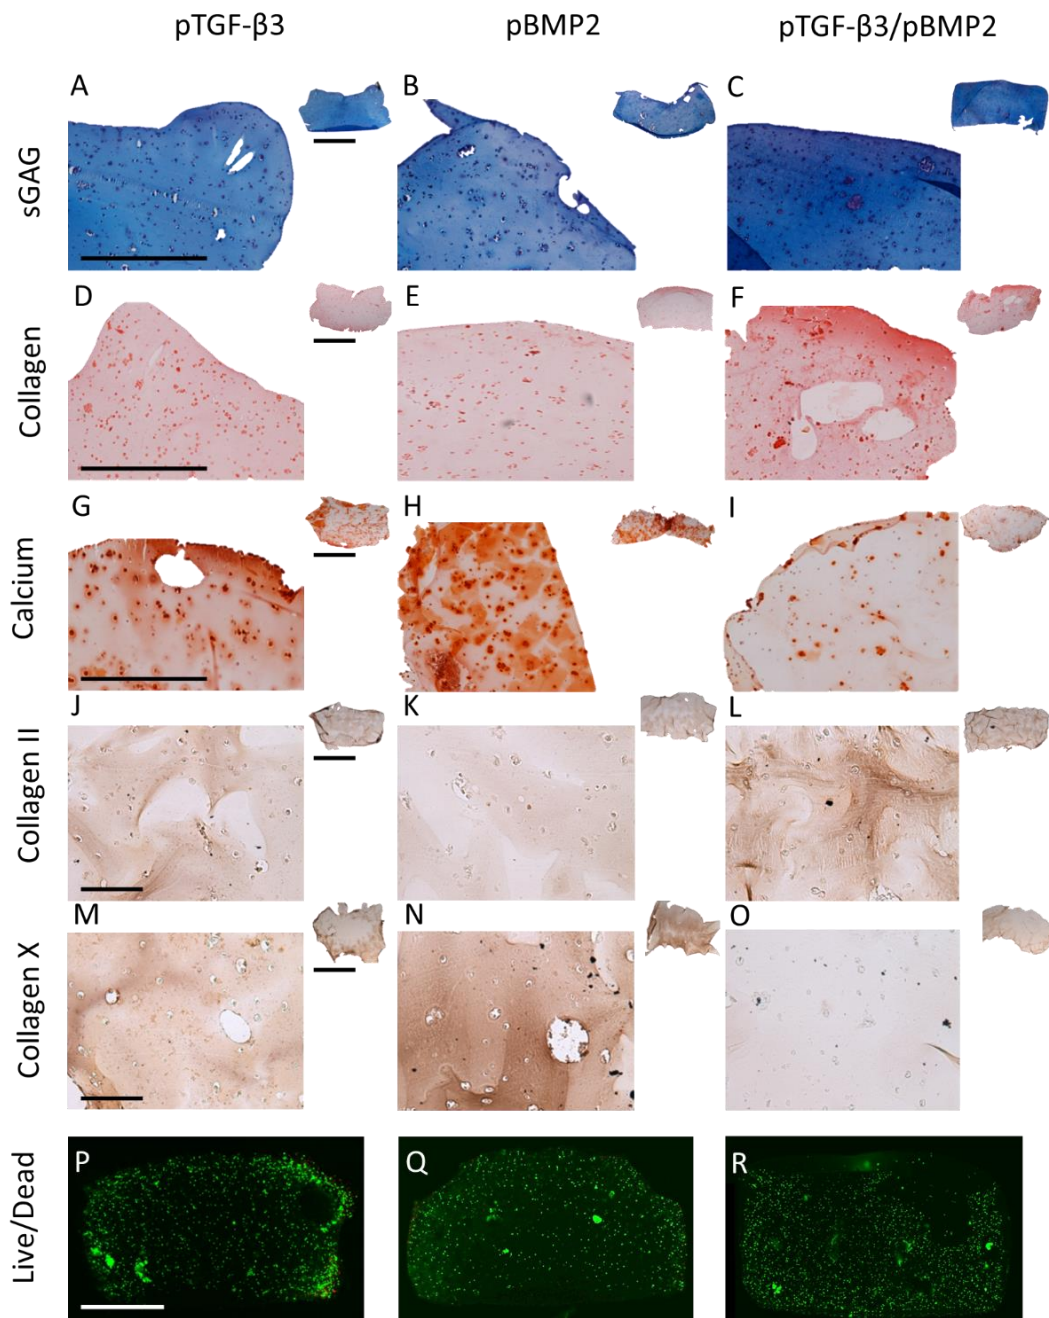 pTGF-β3 pBMP2 pTGF-β3/pBMP2
sGAG
A B C
Collagen
D E F
Calcium
G H I
Collagen II
J K L
Collagen X
M N O
Live/Dead
P Q R